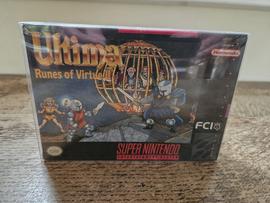 Ultima
Nintendo
Runes of Virtue II
FCI
SUPER NINTENDO
ENTERTAINMENT SYSTEM